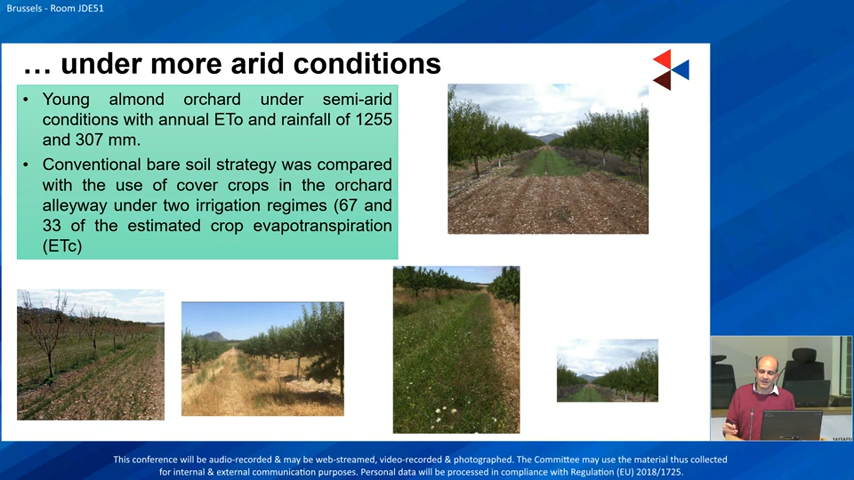 Brussels - Room JDE51
… under more arid conditions
• Young almond orchard under semi-arid
conditions with annual ETo and rainfall of 1255
and 307 mm.
• Conventional bare soil strategy was compared
with the use of cover crops in the orchard
alleyway under two irrigation regimes (67 and
33 of the estimated crop evapotranspiration
(ETc)
This conference will be audio-recorded & may be web-streamed, video-recorded & photographed. The Committee may use the material thus collected
for internal & external communication purposes. Personal data will be processed in compliance with Regulation (EU) 2018/1725.